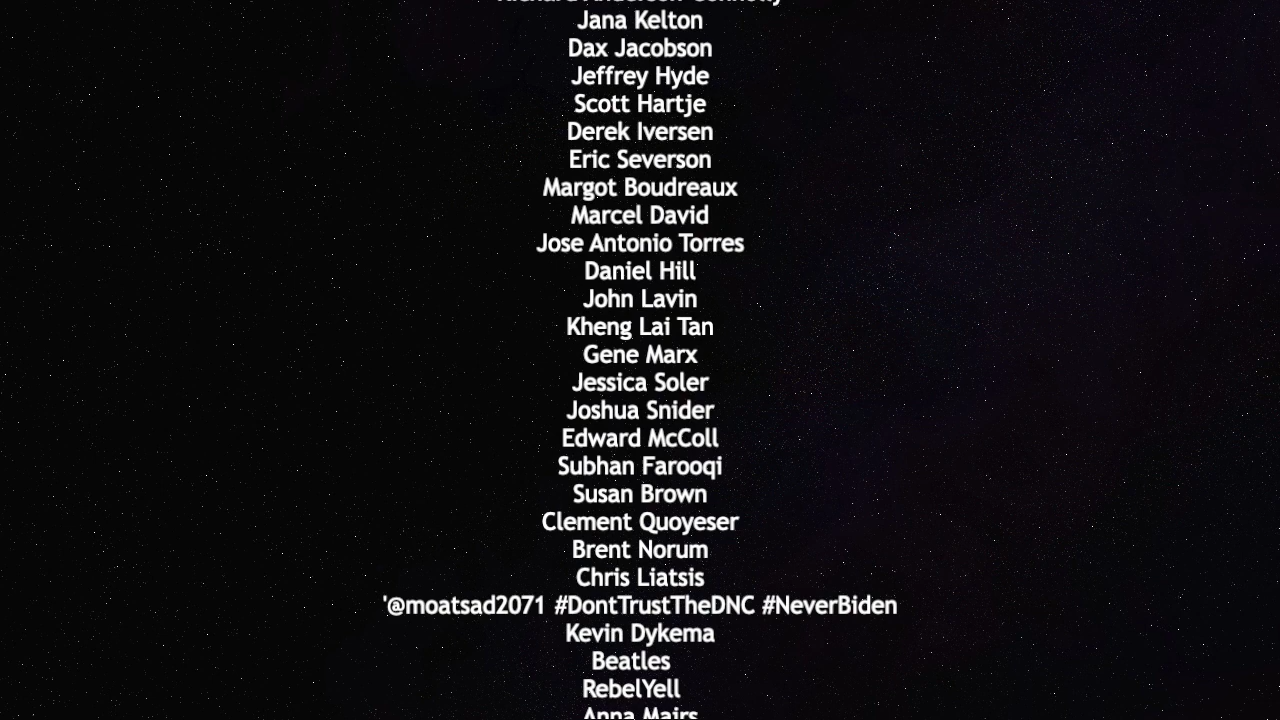 Jana Kelton
Dax Jacobson
Jeffrey Hyde
Scott Hartje
Derek Iversen
Eric Severson
Margot Boudreaux
Marcel David
Jose Antonio Torres
Daniel Hill
John Lavin
Kheng Lai Tan
Gene Marx
Jessica Soler
Joshua Snider
Edward McColl
Subhan Farooqi
Susan Brown
Clement Quoyeser
Brent Norum
Chris Liatsis
'@moatsad2071 #DontTrustTheDNC #NeverBiden
Kevin Dykema
Beatles
RebelYell
Anna Mairs